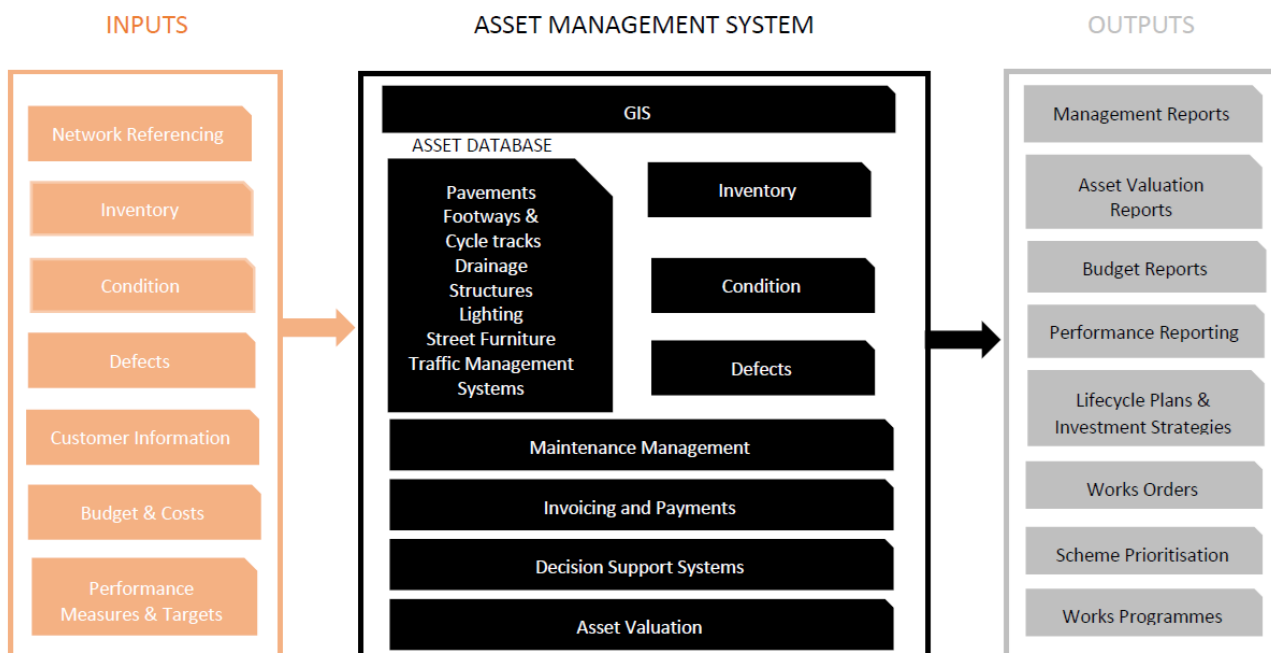 INPUTS
Network Referencing
Inventory
Condition
Defects
Customer Information
Budget & Costs
Performance
Measures & Targets
ASSET MANAGEMENT SYSTEM
GIS
ASSET DATABASE
Pavements
Footways &
Cycle tracks
Drainage
Structures
Lighting
Street Furniture
Traffic Management
Systems
Inventory
Condition
Defects
Maintenance Management
Invoicing and Payments
Decision Support Systems
Asset Valuation
OUTPUTS
Management Reports
Asset Valuation
Reports
Budget Reports
Performance Reporting
Lifecycle Plans &
Investment Strategies
Works Orders
Scheme Prioritisation
Works Programmes